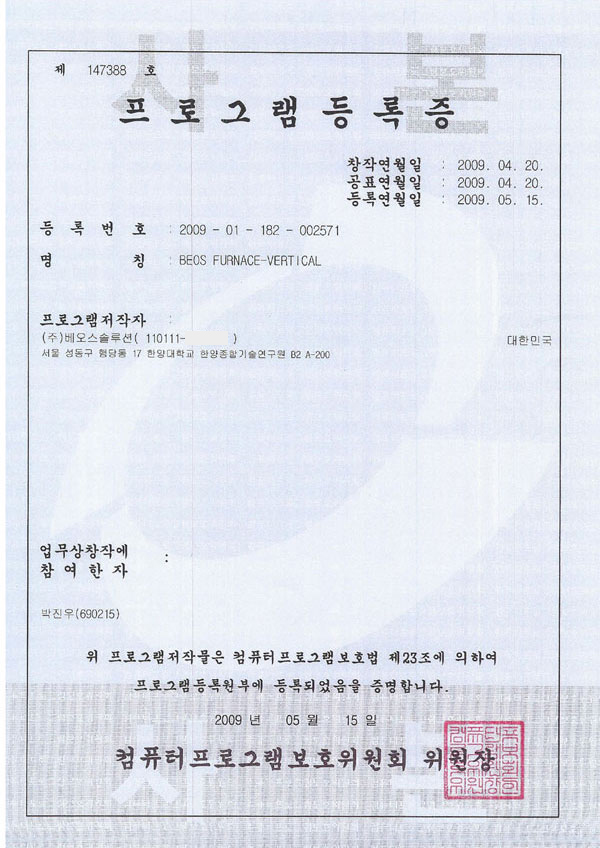 사 본
제 147388 호
프로그램등록증
창작연월일 : 2009. 04. 20.
공표연월일 : 2009. 04. 20.
등록연월일 : 2009. 05. 15.
등 록 번 호 : 2009 - 01 - 182 - 002571
명 칭 : BEOS FURNACE-VERTICAL
프로그램저작자 :
(주)베오스솔루션( 110111- ) 대한민국
서울 성동구 행당동 17 한양대학교 한양종합기술연구원 B2 A-200
업무상창작에 :
참 여 한 자
박진우(690215)
위 프로그램저작물은 컴퓨터프로그램보호법 제23조에 의하여
프로그램등록원부에 등록되었음을 증명합니다.
2009 년 05 월 15 일
컴퓨터프로그램보호위원회 위원장
사 본